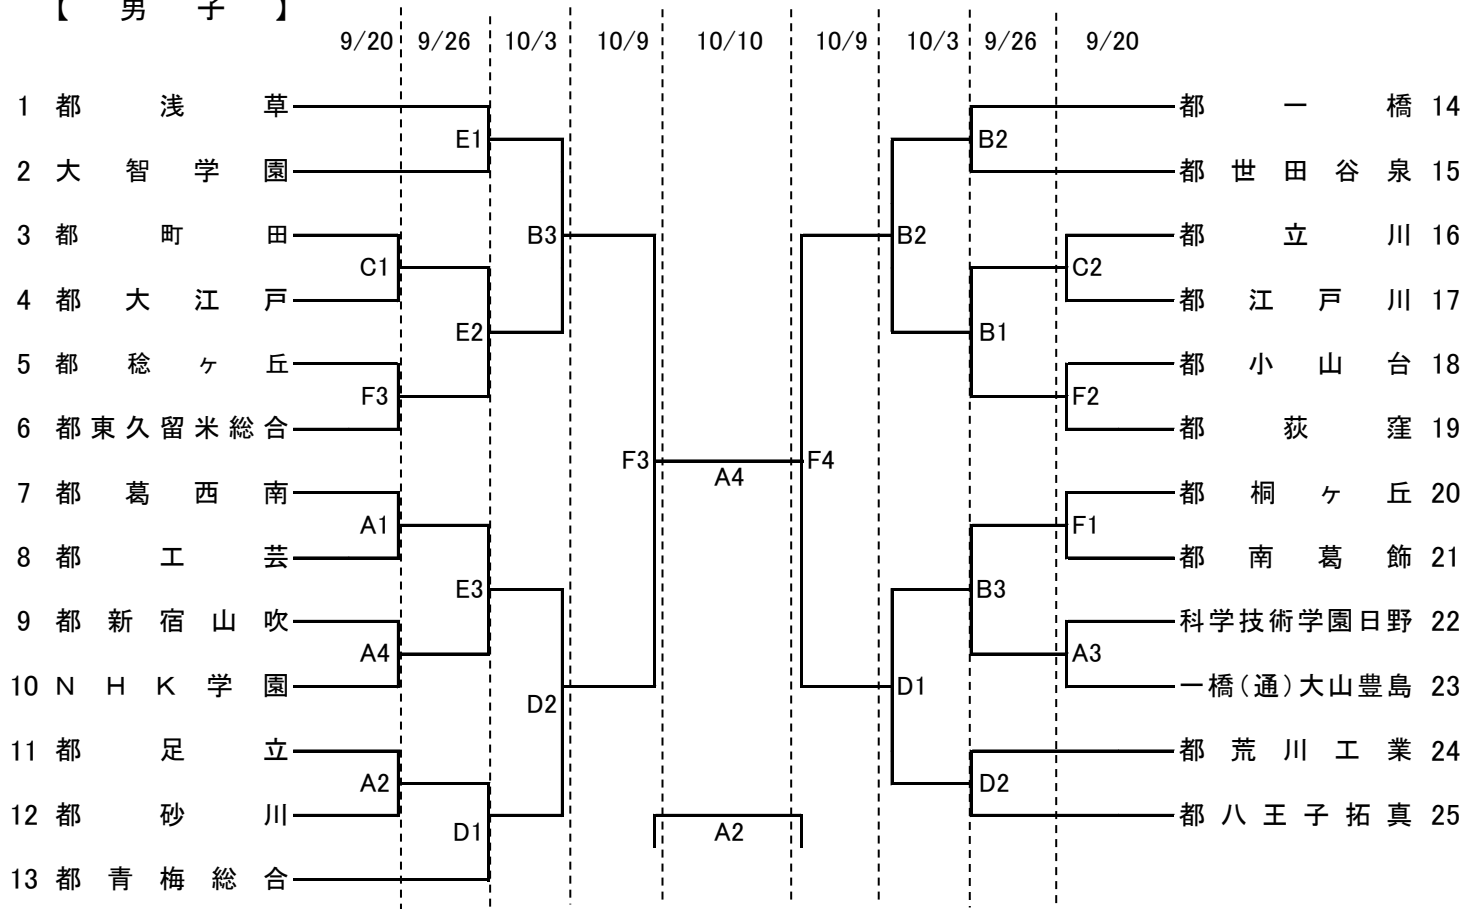 【 男 子 】
9/20 9/26 10/3 10/9 10/10 10/9 10/3 9/26 9/20
1 都浅草 都一橋 14
E1 B2
2 大智学園 都世田谷泉 15
3 都町田 B3 B2 都立川 16
C1 C2
4 都大江戸 都江戸川 17
E2 B1
5 都稔ヶ丘 都小山台 18
F3 F2
6 都東久留米総合 都荻窪 19
F3 A4 F4
7 都葛西南 都桐ヶ丘 20
A1 F1
8 都工芸 都南葛飾 21
E3 B3
9 都新宿山吹 科学技術学園日野 22
A4 A3
10 NHK学園 一橋(通)大山豊島 23
D2 D1
11 都足立 都荒川工業 24
A2 D2
12 都砂川 都八王子拓真 25
D1 A2
13 都青梅総合